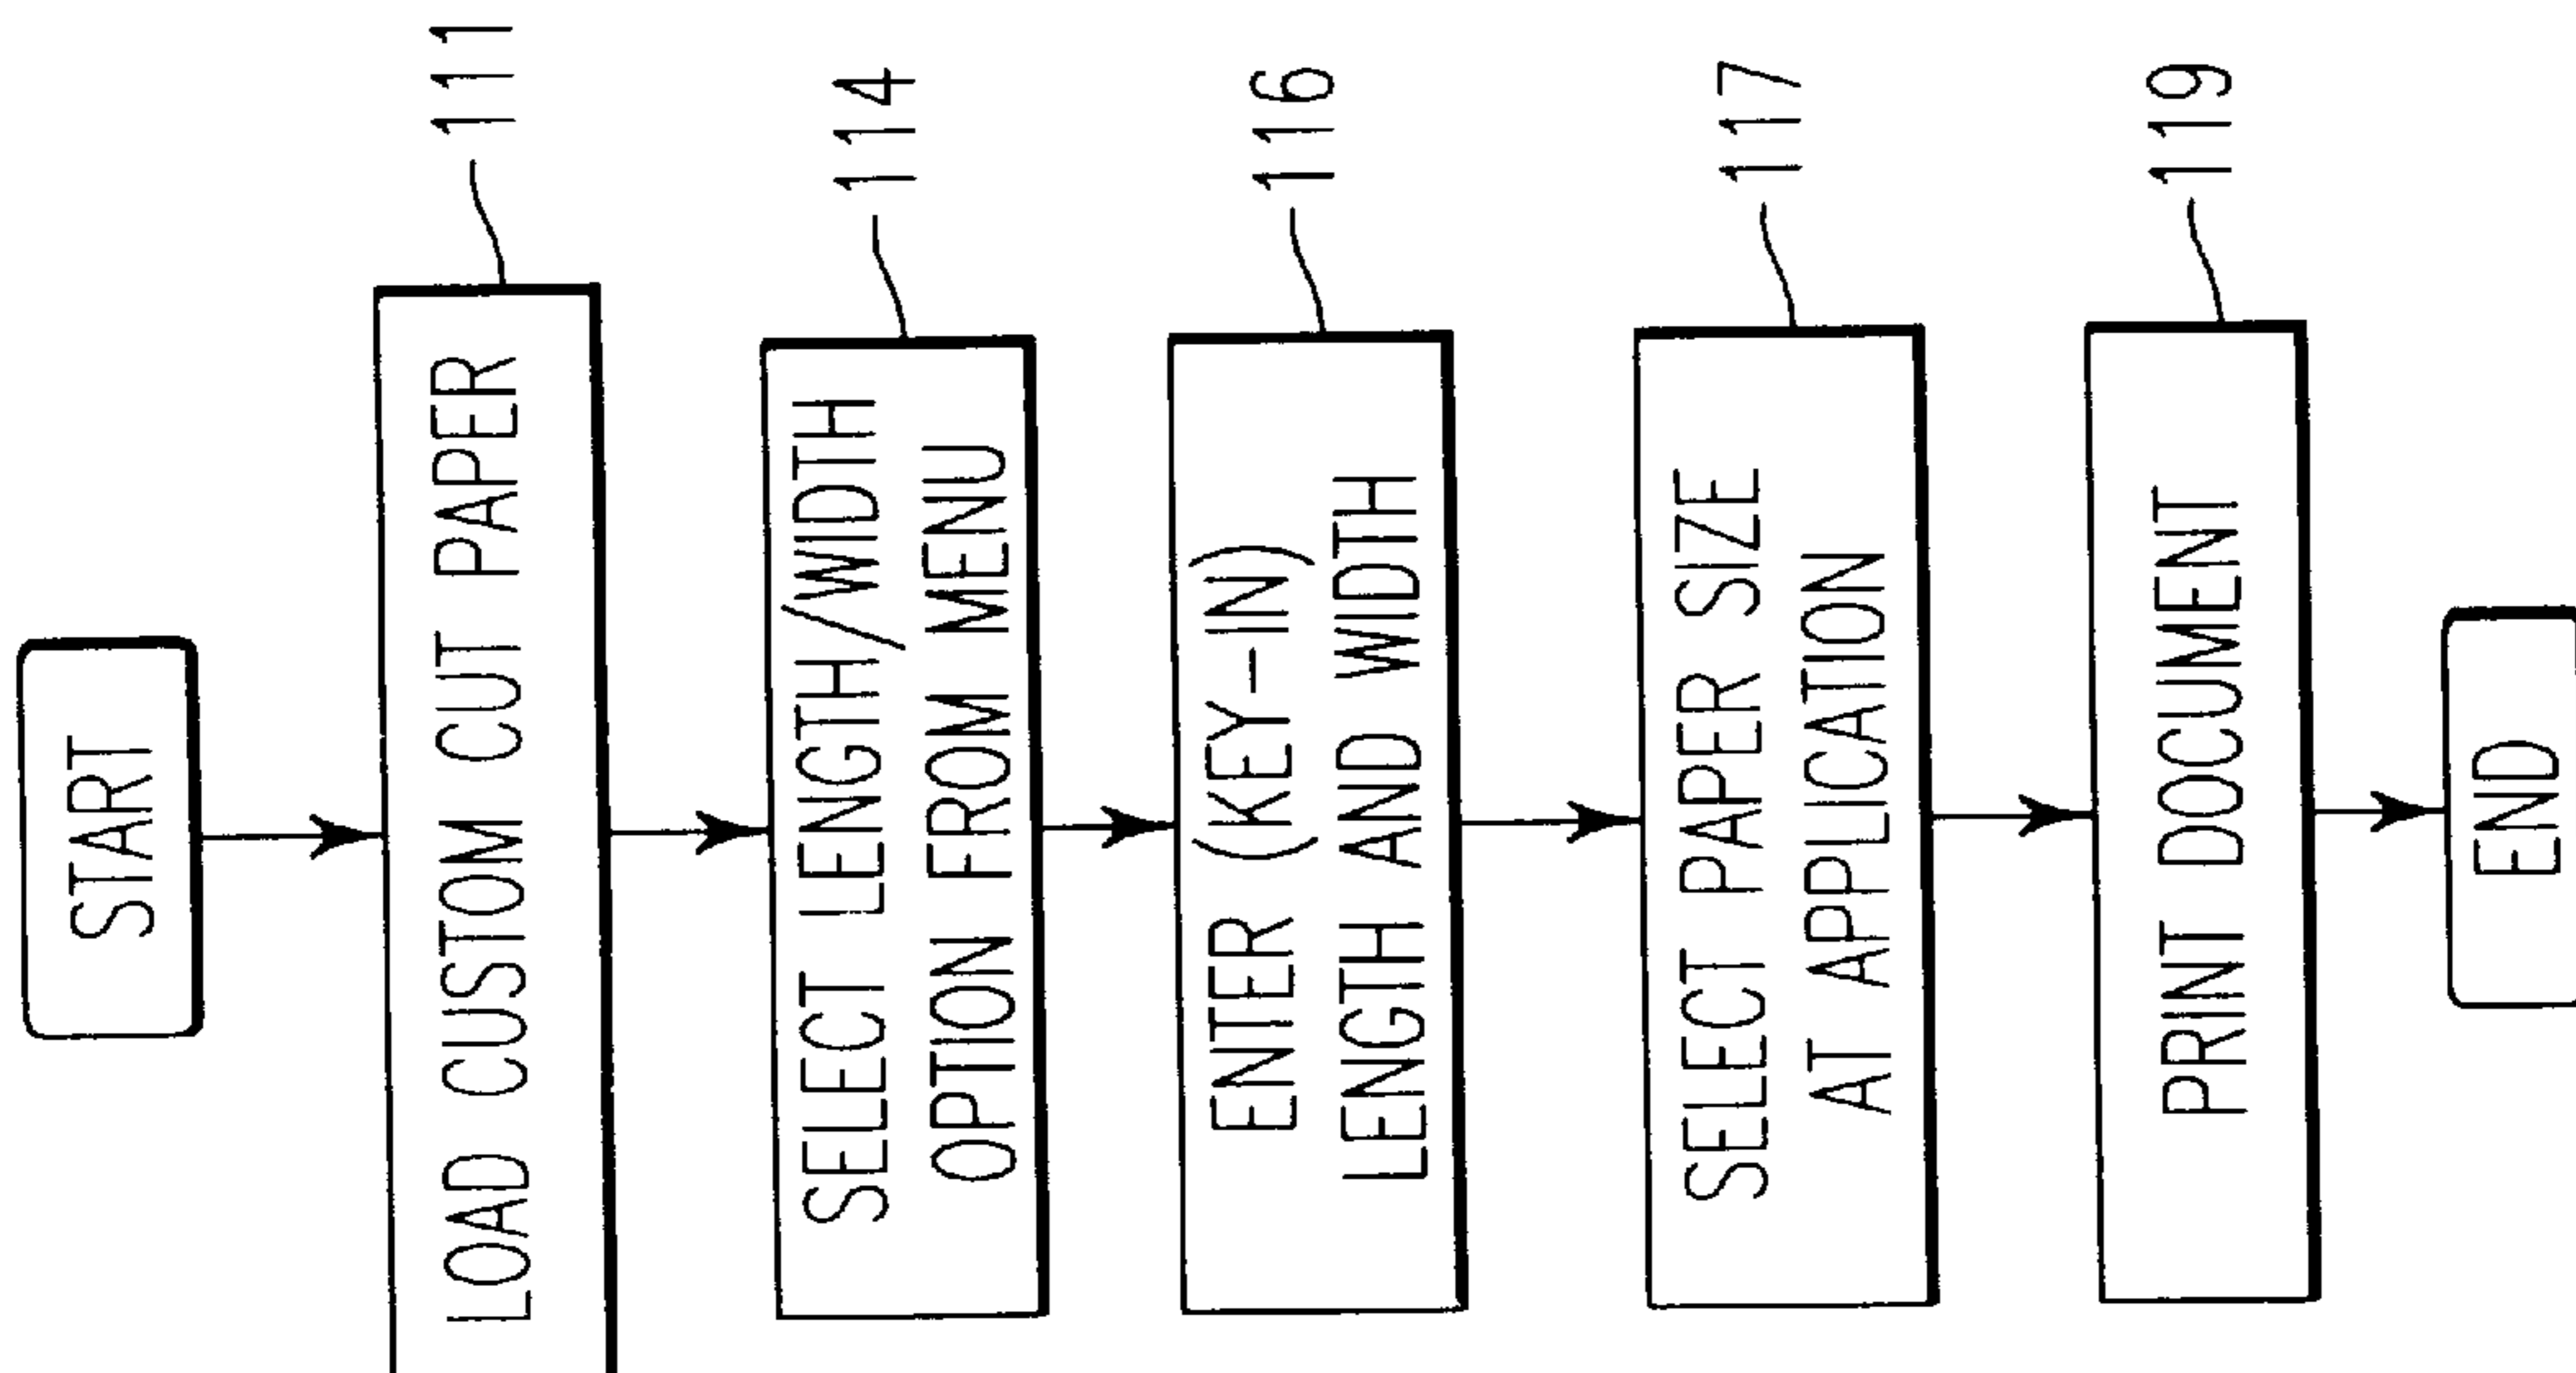 START
LOAD CUSTOM CUT PAPER
111
SELECT LENGTH/WIDTH
OPTION FROM MENU
114
ENTER (KEY-IN)
LENGTH AND WIDTH
116
SELECT PAPER SIZE
AT APPLICATION
117
PRINT DOCUMENT
119
END